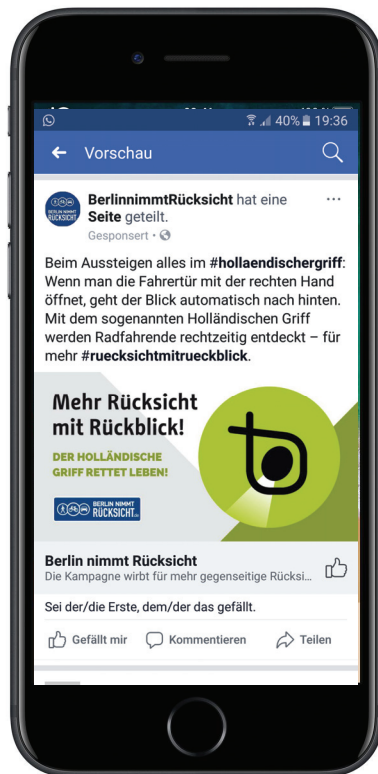 40% 19:36
Vorschau
BERLIN NIMMT
RÜCKSICHT
BerlinnimmtRücksicht hat eine
Seite geteilt.
Gesponsert •
Beim Aussteigen alles im #hollaendischergriff:
Wenn man die Fahrertür mit der rechten Hand
öffnet, geht der Blick automatisch nach hinten.
Mit dem sogenannten Holländischen Griff
werden Radfahrende rechtzeitig entdeckt – für
mehr #ruecksichtmitrueckblick.
Mehr Rücksicht
mit Rückblick!
DER HOLLÄNDISCHE
GRIFF RETTET LEBEN!
BERLIN NIMMT
RÜCKSICHT
Berlin nimmt Rücksicht
Die Kampagne wirbt für mehr gegenseitige Rücksi...
Sei der/die Erste, dem/der das gefällt.
Gefällt mir Kommentieren Teilen